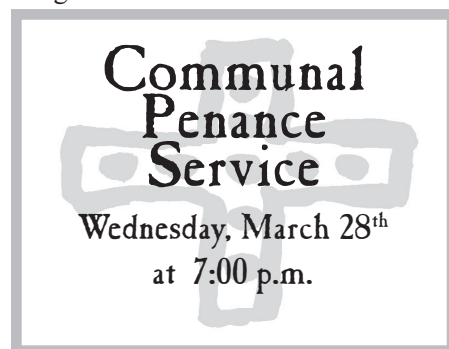 Communal
Penance
Service
Wednesday, March 28th
at 7:00 p.m.